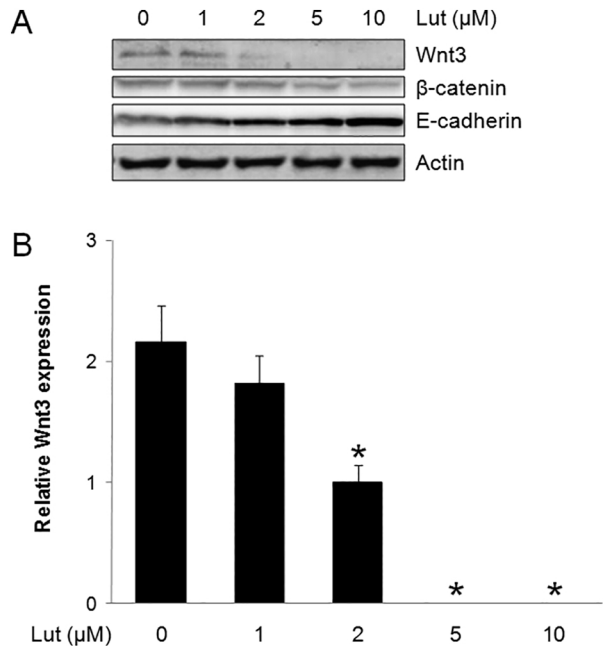 A
0 1 2 5 10 Lut (µM)
Wnt3
β-catenin
E-cadherin
Actin
B
Relative Wnt3 expression
3
2
1
0
*
* *
Lut (µM) 0 1 2 5 10